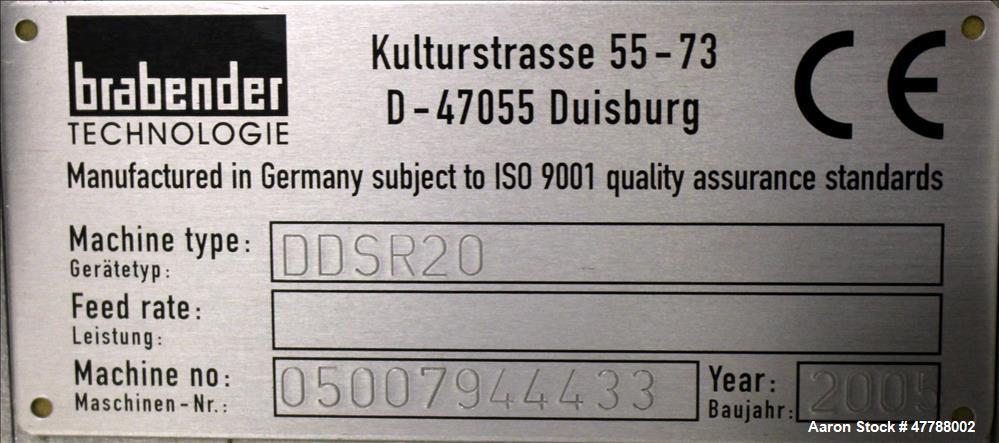 brabender
TECHNOLOGIE
Kulturstrasse 55-73
D-47055 Duisburg
CE
Manufactured in Germany subject to ISO 9001 quality assurance standards
Machine type: DDSR20
Gerätetyp:
Feed rate:
Leistung:
Machine no: 05007944433
Maschinen-Nr.:
Year: 2005
Baujahr:
Aaron Stock # 47788002